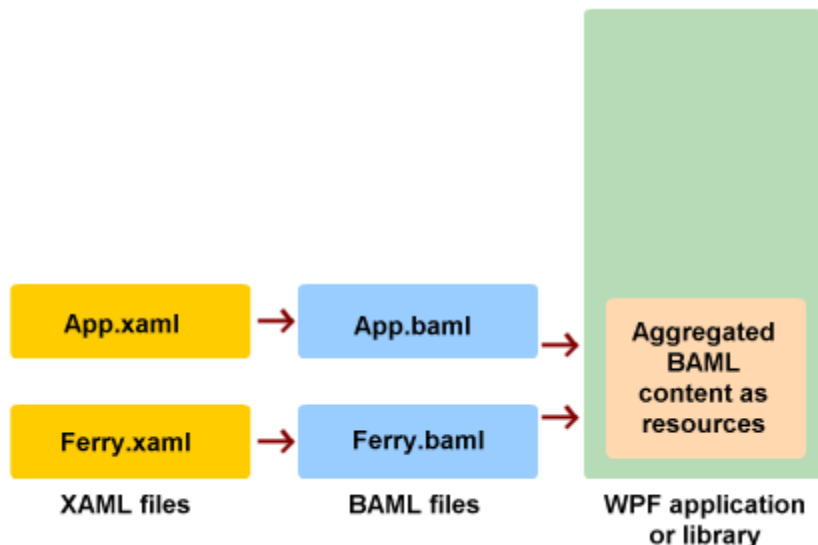 App.xaml
App.baml
Ferry.xaml
Ferry.baml
Aggregated
BAML
content as
resources
XAML files
BAML files
WPF application
or library